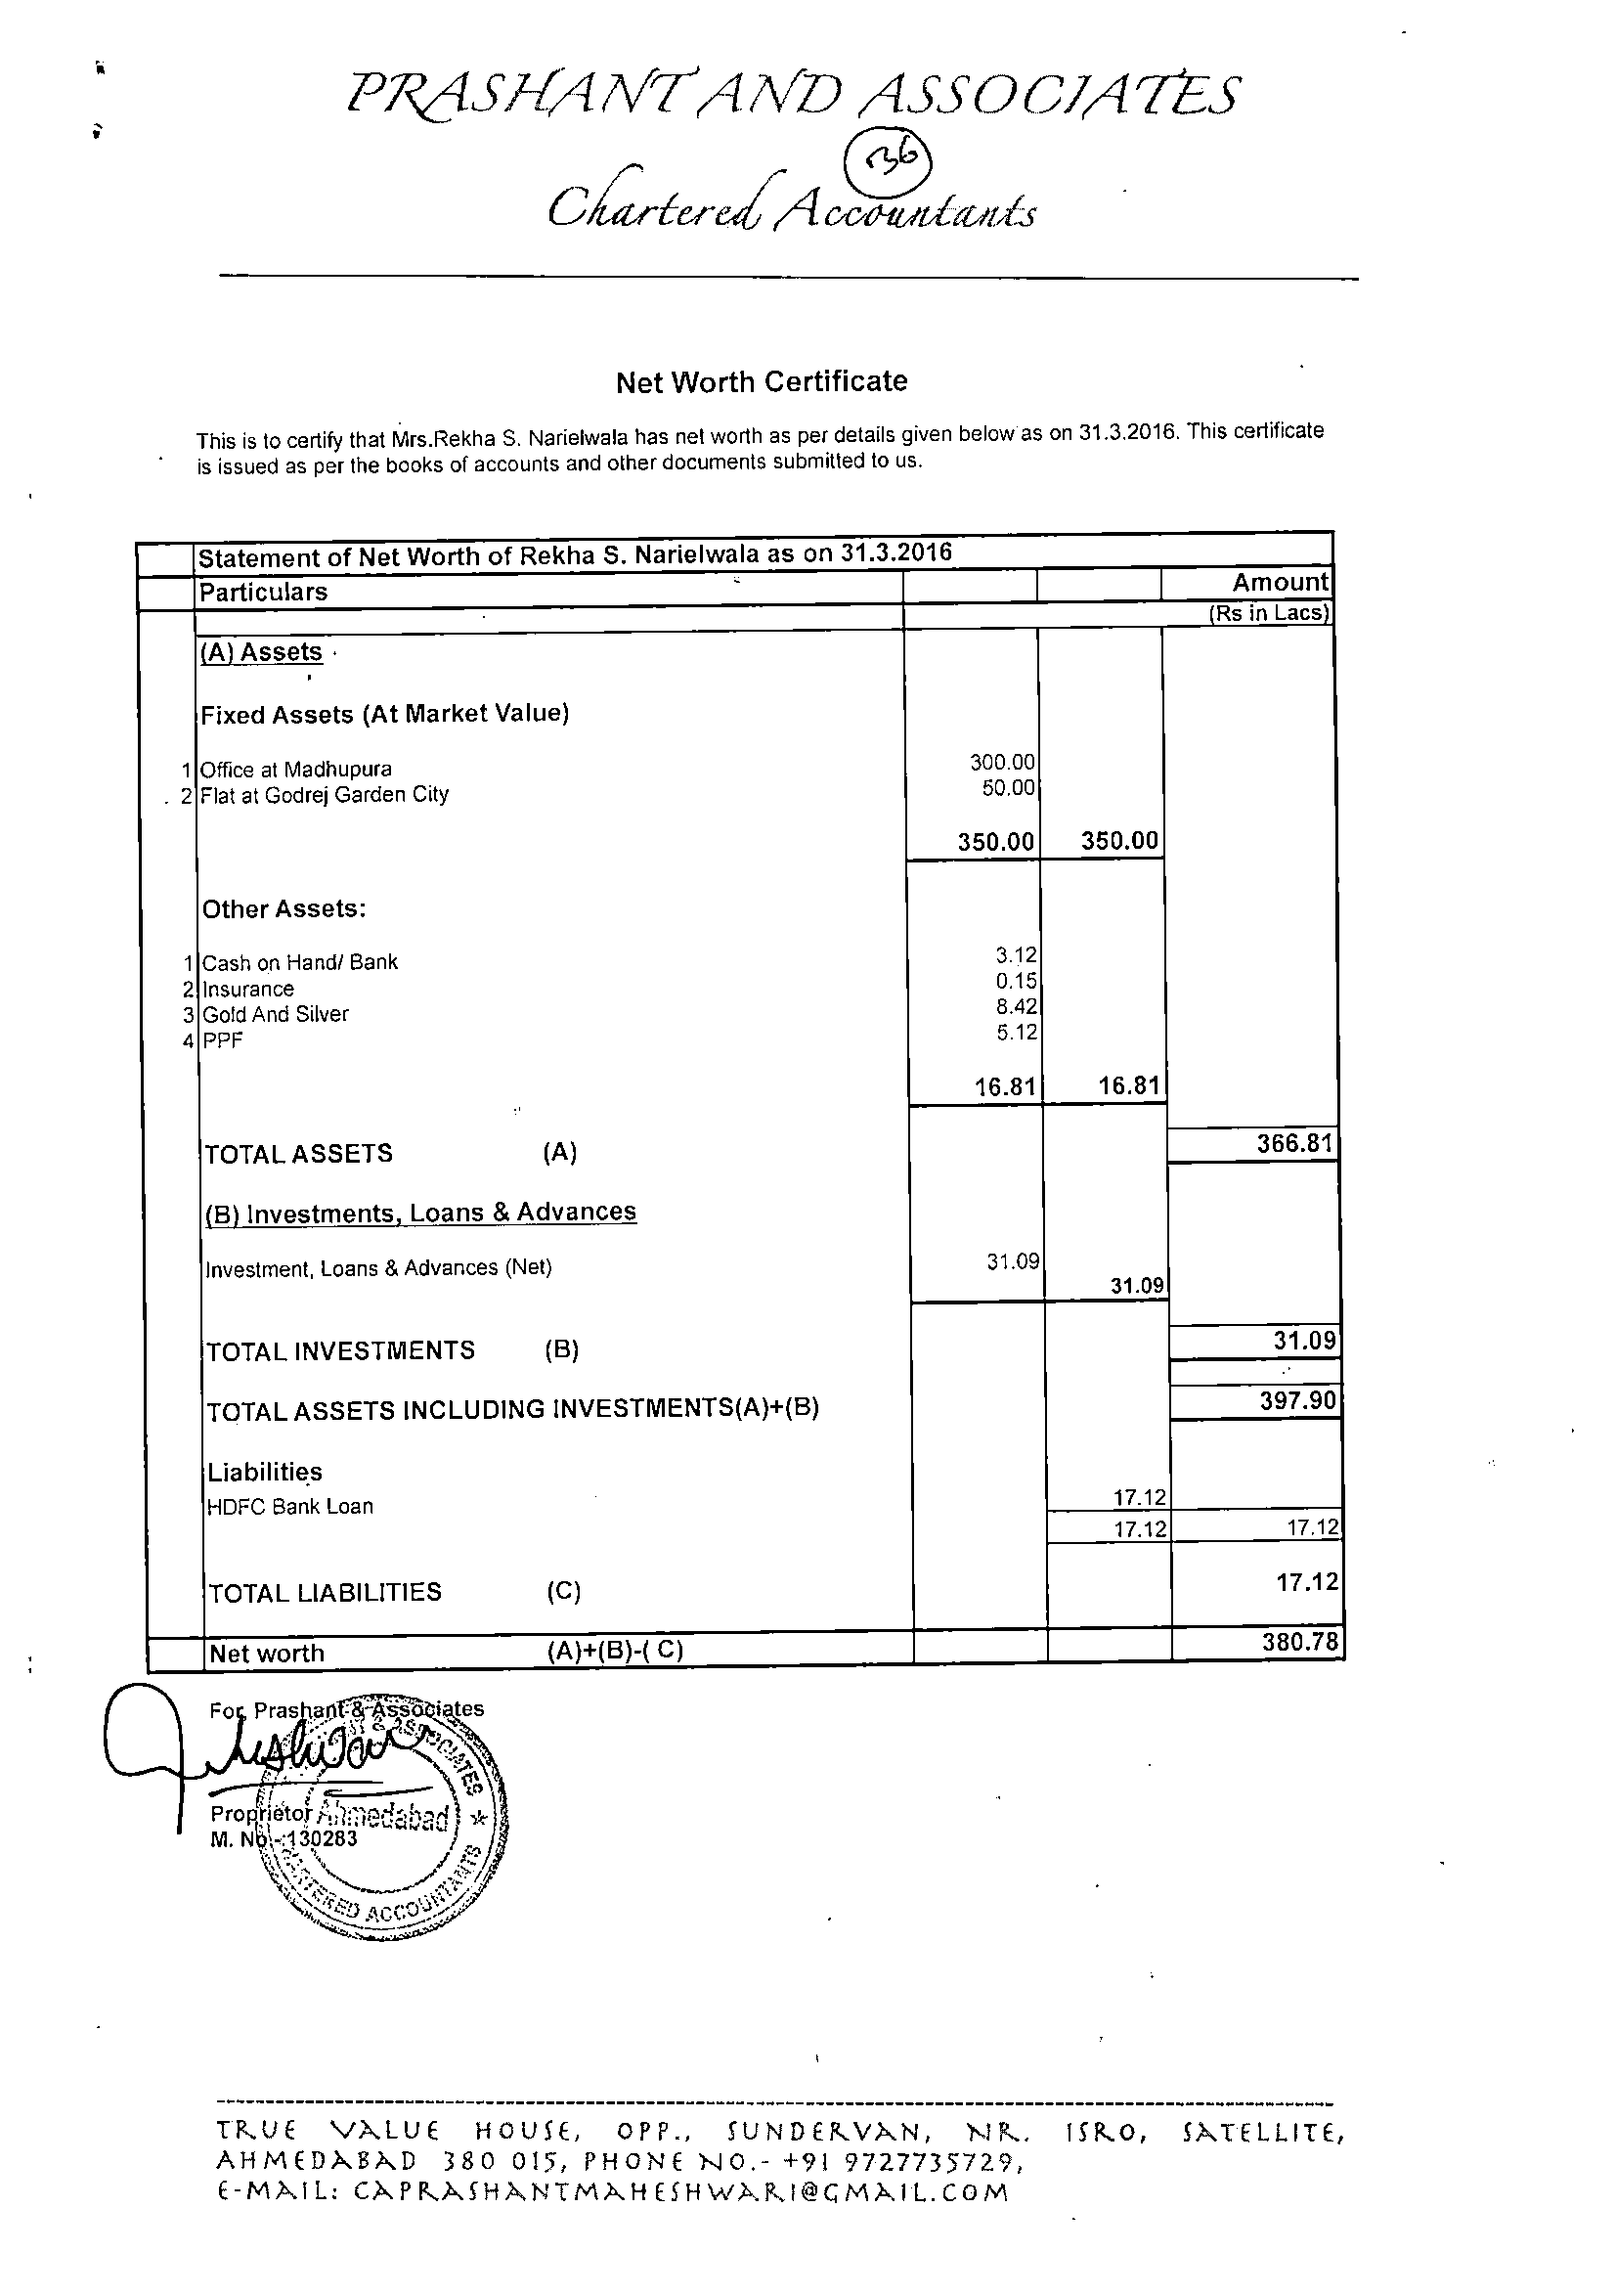 PRASHANT AND ASSOCIATES
36
Chartered Accountants
Net Worth Certificate
This is to certify that Mrs.Rekha S. Narielwala has net worth as per details given below as on 31.3.2016. This certificate
is issued as per the books of accounts and other documents submitted to us.
Statement of Net Worth of Rekha S. Narielwala as on 31.3.2016
Particulars Amount
(Rs in Lacs)
(A) Assets
Fixed Assets (At Market Value)
1 Office at Madhupura 300.00
2 Flat at Godrej Garden City 50.00
350.00 350.00
Other Assets:
1 Cash on Hand/ Bank 3.12
2 Insurance 0.15
3 Gold And Silver 8.42
4 PPF 5.12
16.81 16.81
TOTAL ASSETS (A) 366.81
(B) Investments, Loans & Advances
Investment, Loans & Advances (Net) 31.09
31.09
TOTAL INVESTMENTS (B) 31.09
TOTAL ASSETS INCLUDING INVESTMENTS(A)+(B) 397.90
Liabilities
HDFC Bank Loan 17.12
17.12 17.12
TOTAL LIABILITIES (C) 17.12
Net worth (A)+(B)-( C) 380.78
For Prashant & Associates
& ASSOCIATES
Proprietor Ahmedabad
M. No.-:130283
CHARTERED ACCOUNTANTS
TRUE VALUE HOUSE, OPP., SUNDERVAN, NR. ISRO, SATELLITE,
AHMEDABAD 380 015, PHONE NO.- +91 9727735729,
E-MAIL: CAPRASHANTMAHESHWARI@GMAIL.COM